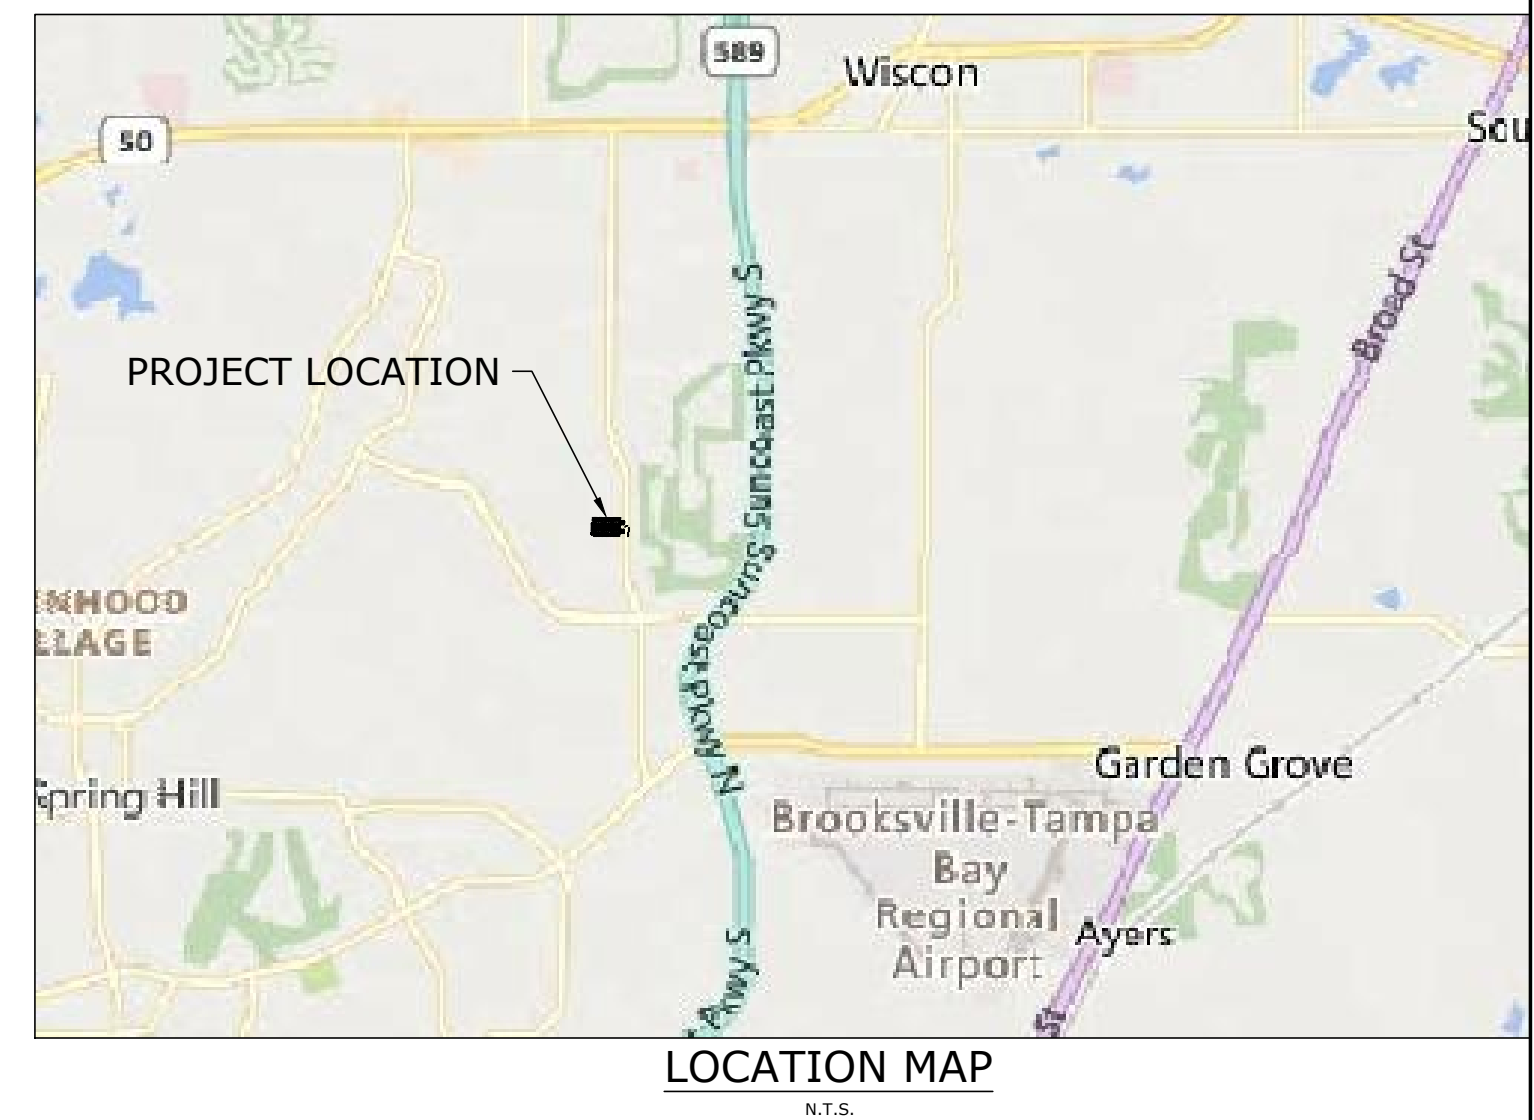 589
Wiscon
50
Sou
Suncoast Pkwy S
Broad St
PROJECT LOCATION
ENHOOD
LLAGE
Suncoast Pkwy N
Garden Grove
Spring Hill
Brooksville-Tampa
Bay
Regional
Airport
Ayers
Pkwy S
St
LOCATION MAP
N.T.S.